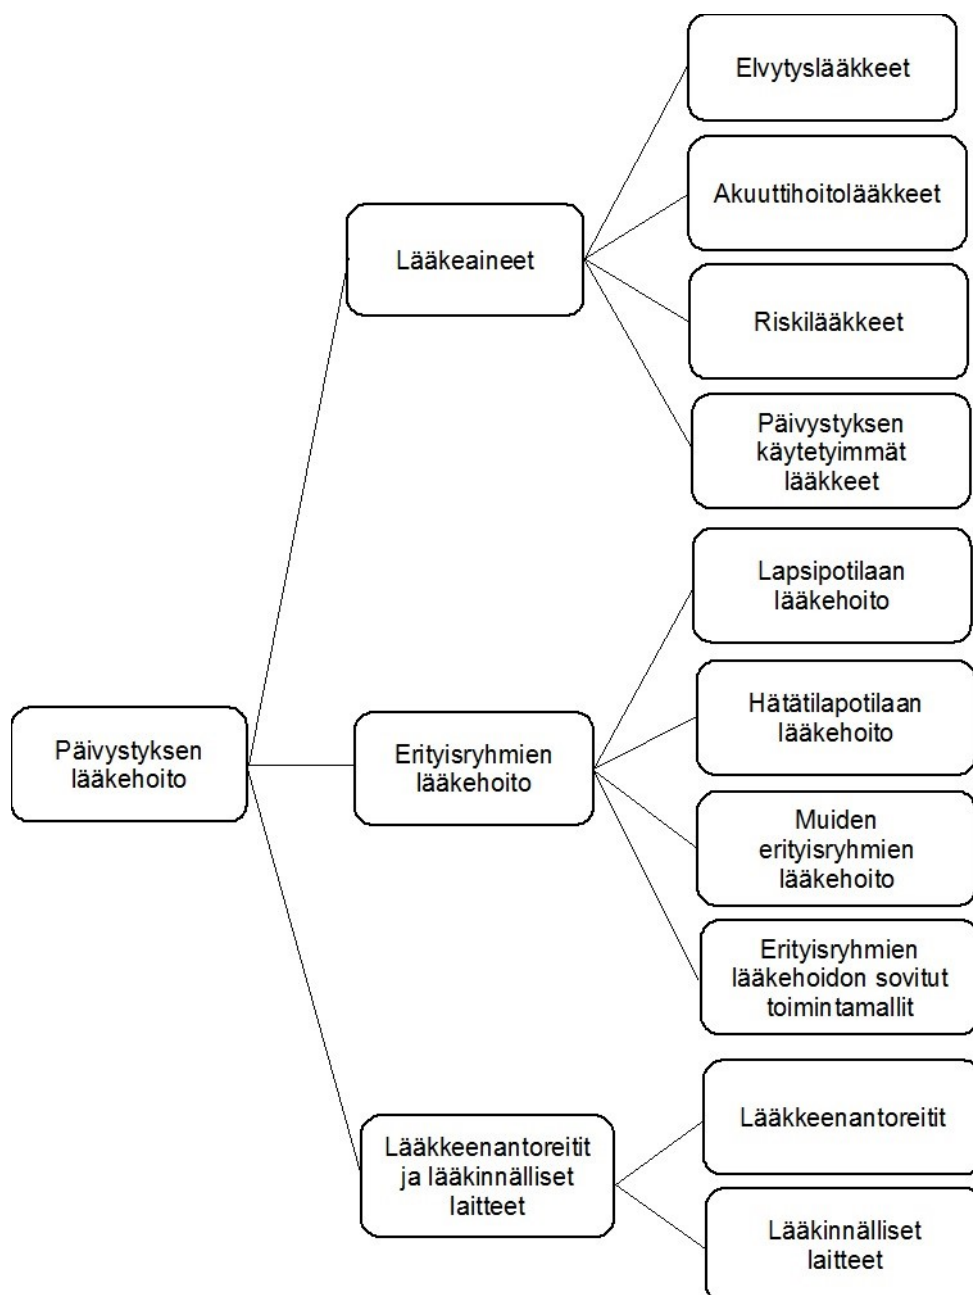 Elvytyslääkkeet
Akuuttihoitolääkkeet
Lääkeaineet
Riskilääkkeet
Päivystyksen
käytetyimmät
lääkkeet
Lapsipotilaan
lääkehoito
Hätätilapotilaan
lääkehoito
Päivystyksen
lääkehoito
Erityisryhmien
lääkehoito
Muiden
erityisryhmien
lääkehoito
Erityisryhmien
lääkehoidon sovitut
toimintamallit
Lääkkeenantoreitit
Lääkkeenantoreitit
ja lääkinnälliset
laitteet
Lääkinnälliset
laitteet